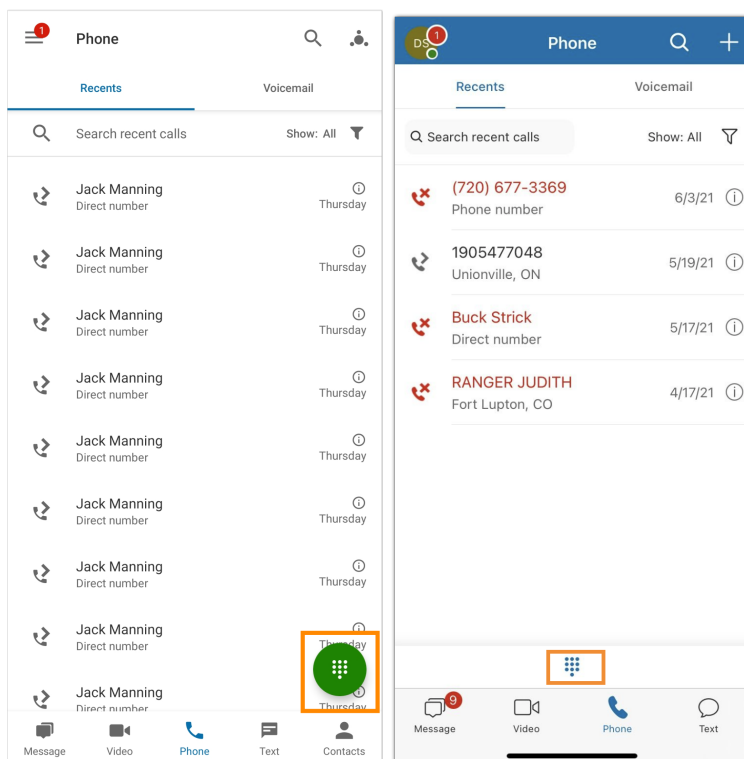 1
Phone
Recents
Voicemail
Search recent calls
Show: All
Jack Manning
Direct number
Thursday
Jack Manning
Direct number
Thursday
Jack Manning
Direct number
Thursday
Jack Manning
Direct number
Thursday
Jack Manning
Direct number
Thursday
Jack Manning
Direct number
Thursday
Jack Manning
Direct number
Thursday
Jack Manning
Direct number
Thursday
Jack Manning
Direct number
Thursday
Message
Video
Phone
Text
Contacts
DS
1
Phone
Recents
Voicemail
Search recent calls
Show: All
(720) 677-3369
Phone number
6/3/21
1905477048
Unionville, ON
5/19/21
Buck Strick
Direct number
5/17/21
RANGER JUDITH
Fort Lupton, CO
4/17/21
9
Message
Video
Phone
Text